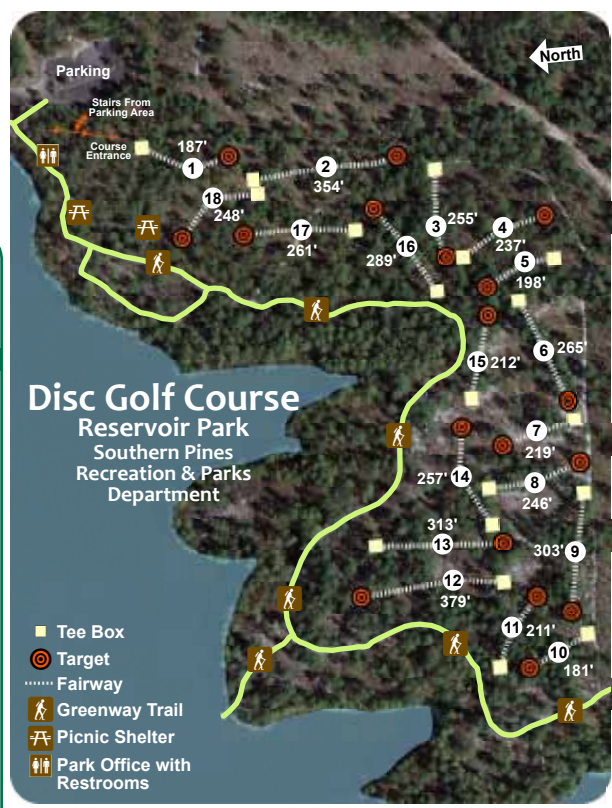 North
Parking
Stairs From
Parking Area
Course
Entrance
187'
1
2
354'
18
248'
17
261'
16
289'
3
255'
4
237'
5
198'
15
212'
6
265'
7
219'
8
246'
14
257'
313'
13
303'
9
12
379'
11
211'
10
181'
Disc Golf Course
Reservoir Park
Southern Pines
Recreation & Parks
Department
Tee Box
Target
Fairway
Greenway Trail
Picnic Shelter
Park Office with
Restrooms